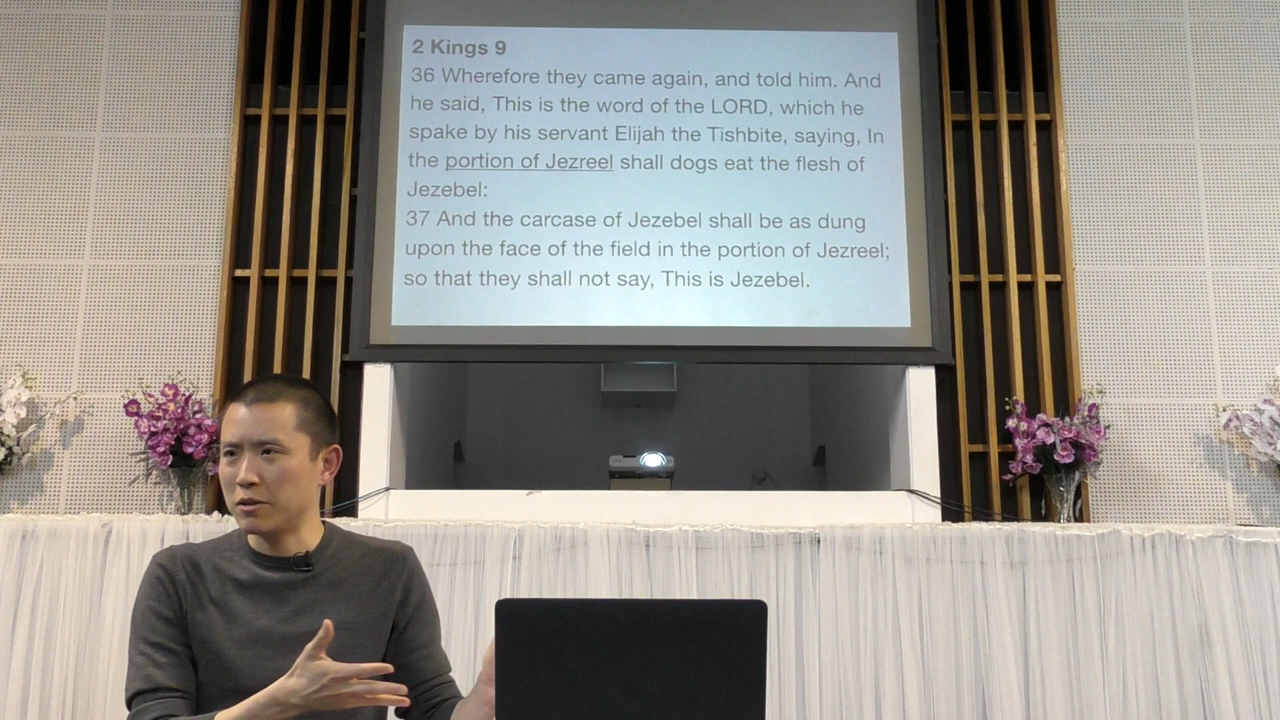 2 Kings 9
36 Wherefore they came again, and told him. And
he said, This is the word of the LORD, which he
spake by his servant Elijah the Tishbite, saying, In
the portion of Jezreel shall dogs eat the flesh of
Jezebel:
37 And the carcase of Jezebel shall be as dung
upon the face of the field in the portion of Jezreel;
so that they shall not say, This is Jezebel.